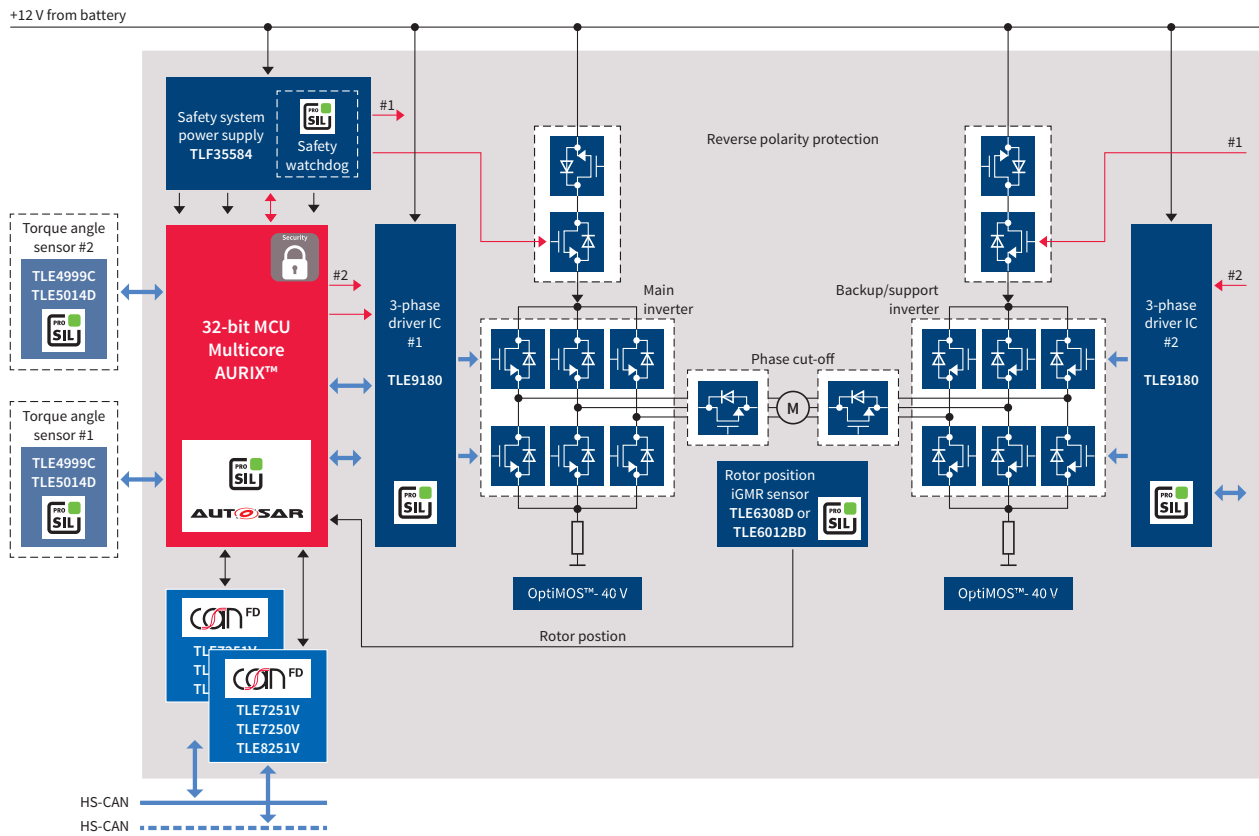 +12 V from battery
Safety system
power supply
TLF35584
PRO
SIL
Safety
watchdog
#1
Reverse polarity protection
#1
Torque angle
sensor #2
TLE4999C
TLE5014D
PRO
SIL
Security
#2
32-bit MCU
Multicore
AURIX™
PRO
SIL
AUTOSAR
3-phase
driver IC
#1
TLE9180
PRO
SIL
Main
inverter
Backup/support
inverter
Phase cut-off
M
#2
3-phase
driver IC
#2
TLE9180
PRO
SIL
Torque angle
sensor #1
TLE4999C
TLE5014D
PRO
SIL
Rotor position
iGMR sensor
TLE6308D or
TLE6012BD
PRO
SIL
OptiMOS™- 40 V
OptiMOS™- 40 V
Rotor postion
CAN FD
CAN FD
TLE7251V
TLE7250V
TLE8251V
HS-CAN
HS-CAN